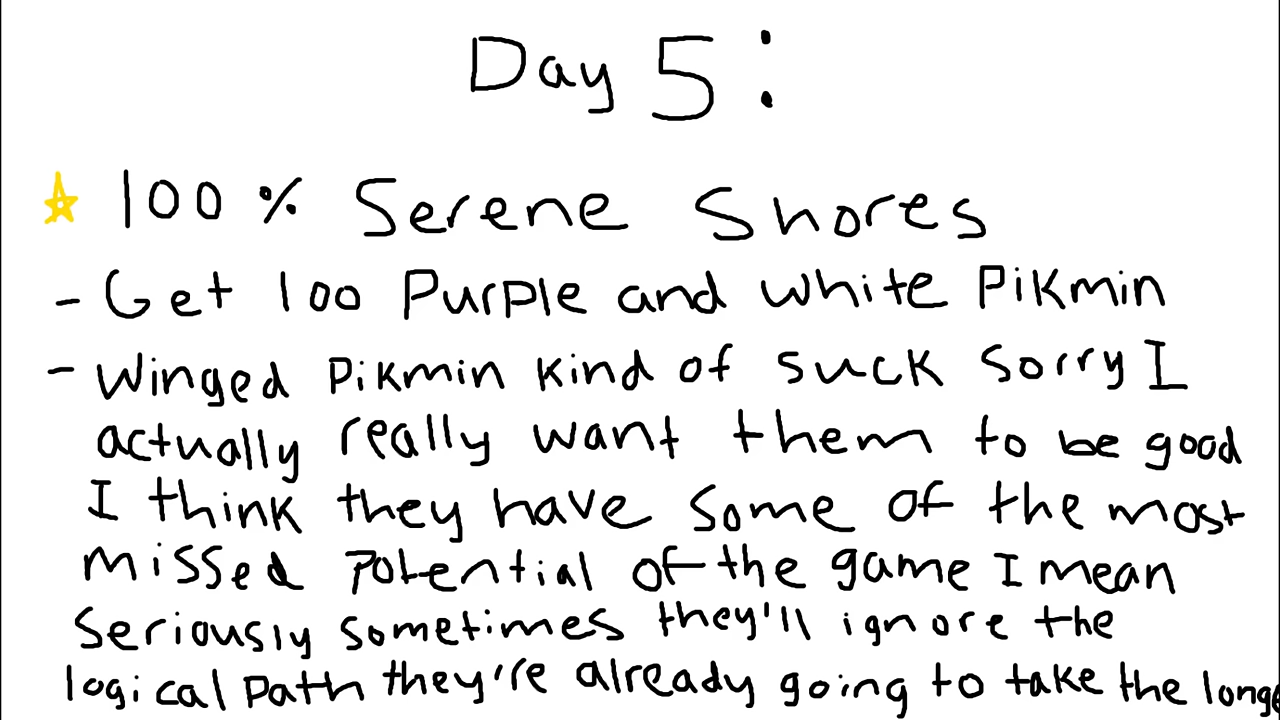 Day 5:
100% Serene Shores
- Get 100 Purple and white Pikmin
- Winged Pikmin kind of suck sorry I
actually really want them to be good
I think they have some of the most
missed potential of the game I mean
seriously sometimes they'll ignore the
logical path they're already going to take the longe